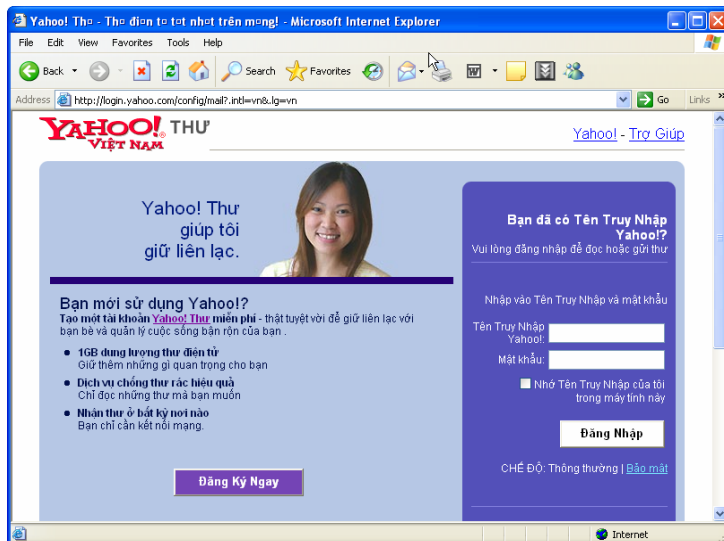 Yahoo! Th¤ - Th¤ đi¤n t¤ t¤t nh¤t trên m¤ng! - Microsoft Internet Explorer
File Edit View Favorites Tools Help
Back Search Favorites
Address http://login.yahoo.com/config/mail?.intl=vn&.lg=vn Go Links »
YAHOO! THƯ
VIỆT NAM
Yahoo! - Trợ Giúp
Yahoo! Thư
giúp tôi
giữ liên lạc.
Bạn mới sử dụng Yahoo!?
Tạo một tài khoản Yahoo! Thư miễn phí - thật tuyệt vời để giữ liên lạc với
bạn bè và quản lý cuộc sống bận rộn của bạn .
• 1GB dung lượng thư điện tử
Giữ thêm những gì quan trọng cho bạn
• Dịch vụ chống thư rác hiệu quả
Chỉ đọc những thư mà bạn muốn
• Nhận thư ở bất kỳ nơi nào
Bạn chỉ cần kết nối mạng.
Đăng Ký Ngay
Bạn đã có Tên Truy Nhập
Yahoo!?
Vui lòng đăng nhập để đọc hoặc gửi thư
Nhập vào Tên Truy Nhập và mật khẩu
Tên Truy Nhập
Yahoo!:
Mật khẩu:
Nhớ Tên Truy Nhập của tôi
trong máy tính này
Đăng Nhập
CHẾ ĐỘ: Thông thường | Bảo mật
Internet